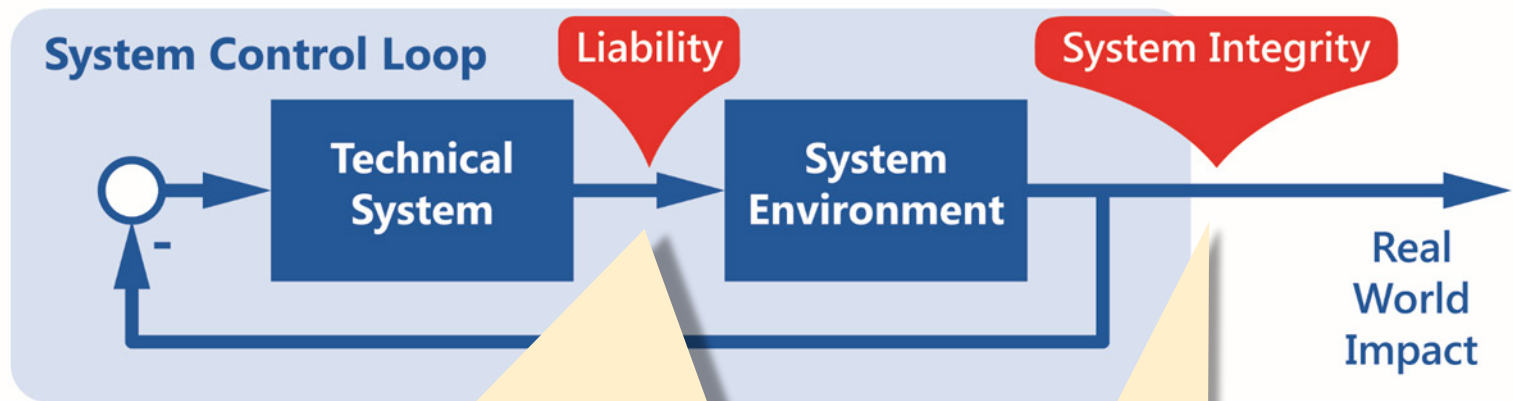 System Control Loop
Liability
System Integrity
Technical
System
System
Environment
-
Real
World
Impact